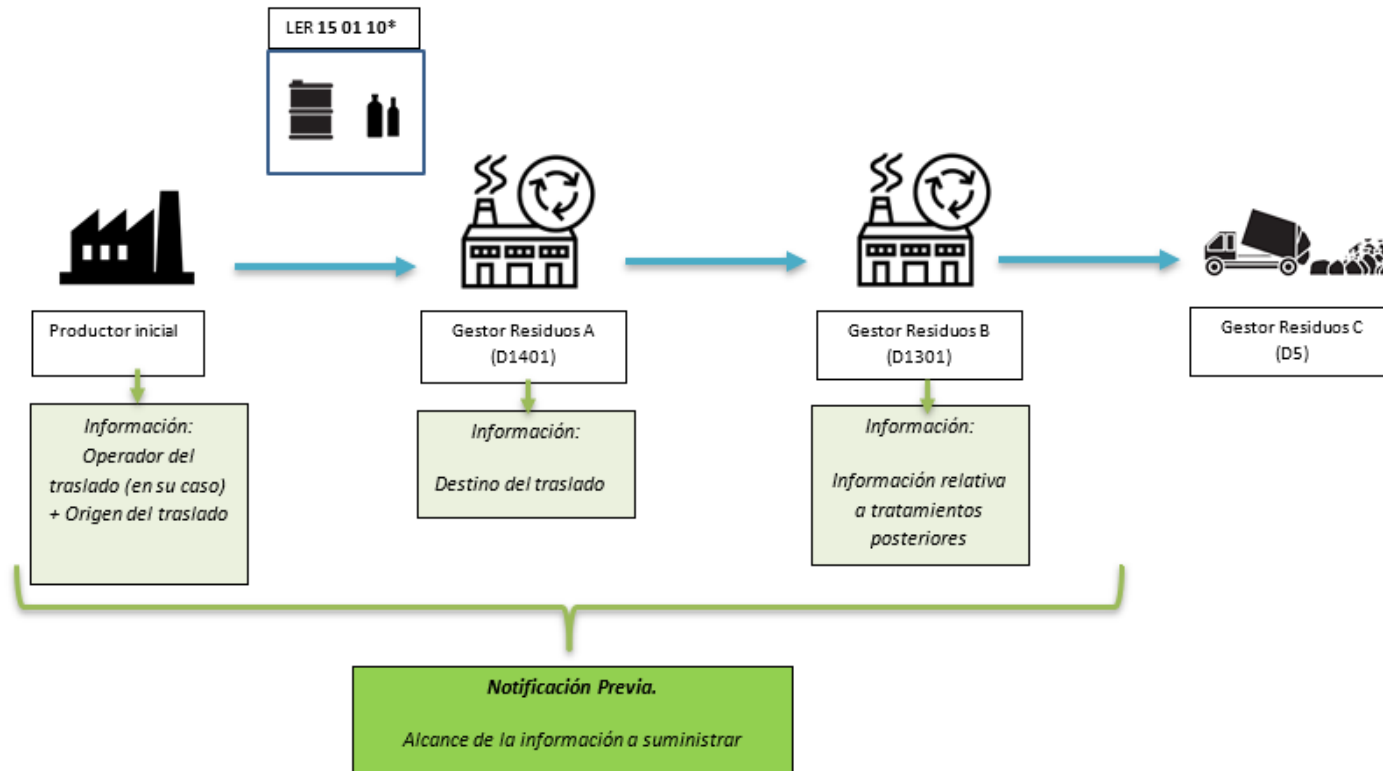 LER 15 01 10*
Productor inicial
Gestor Residuos A
(D1401)
Gestor Residuos B
(D1301)
Gestor Residuos C
(D5)
Información:
Operador del
traslado (en su caso)
+ Origen del traslado
Información:
Destino del traslado
Información:
Información relativa
a tratamientos
posteriores
Notificación Previa.
Alcance de la información a suministrar